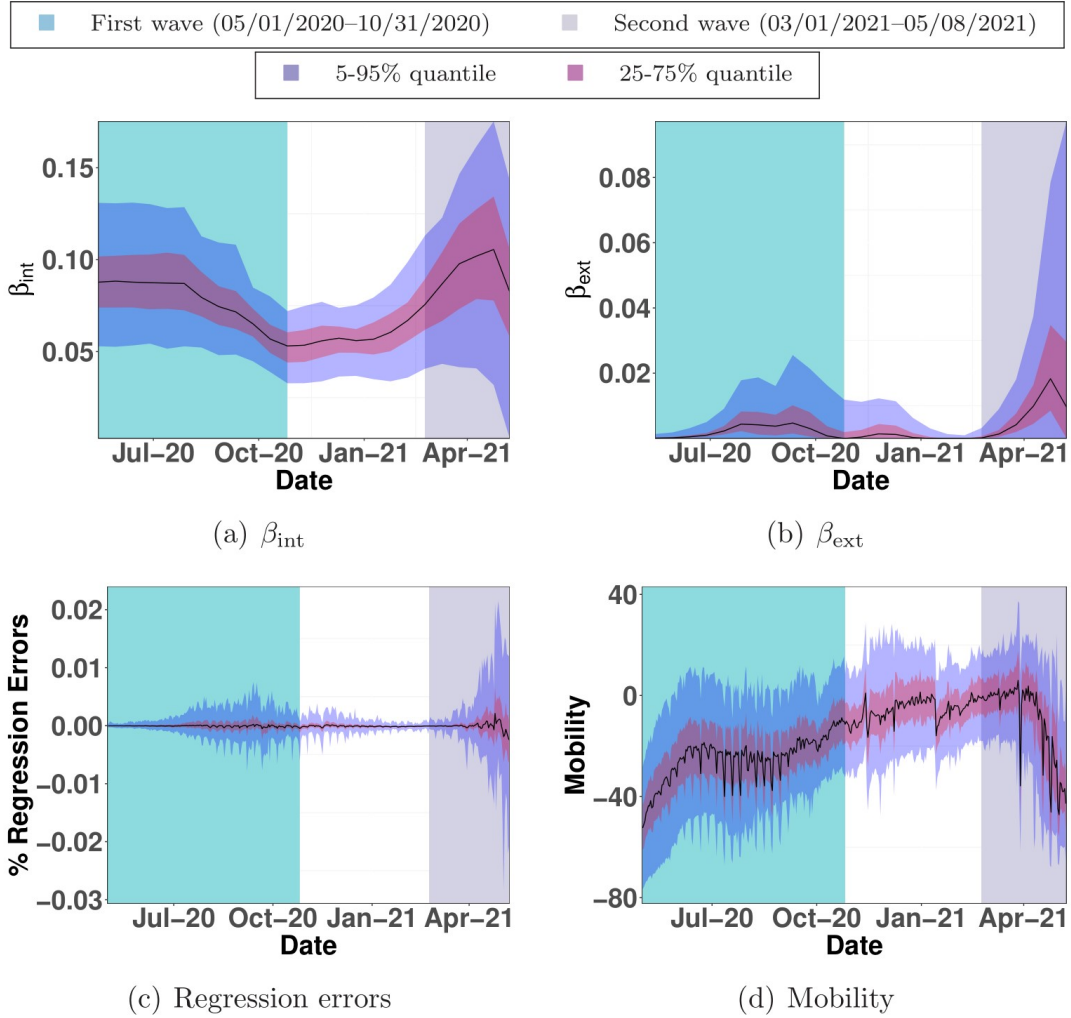 First wave (05/01/2020–10/31/2020) Second wave (03/01/2021–05/08/2021)
5-95% quantile 25-75% quantile
β_int
0.15
0.10
0.05
Jul−20 Oct−20 Jan−21 Apr−21
Date
(a) β_int
β_ext
0.08
0.06
0.04
0.02
Jul−20 Oct−20 Jan−21 Apr−21
Date
(b) β_ext
% Regression Errors
0.02
0.01
0.00
−0.01
−0.02
−0.03
Jul−20 Oct−20 Jan−21 Apr−21
Date
(c) Regression errors
Mobility
40
0
−40
−80
Jul−20 Oct−20 Jan−21 Apr−21
Date
(d) Mobility